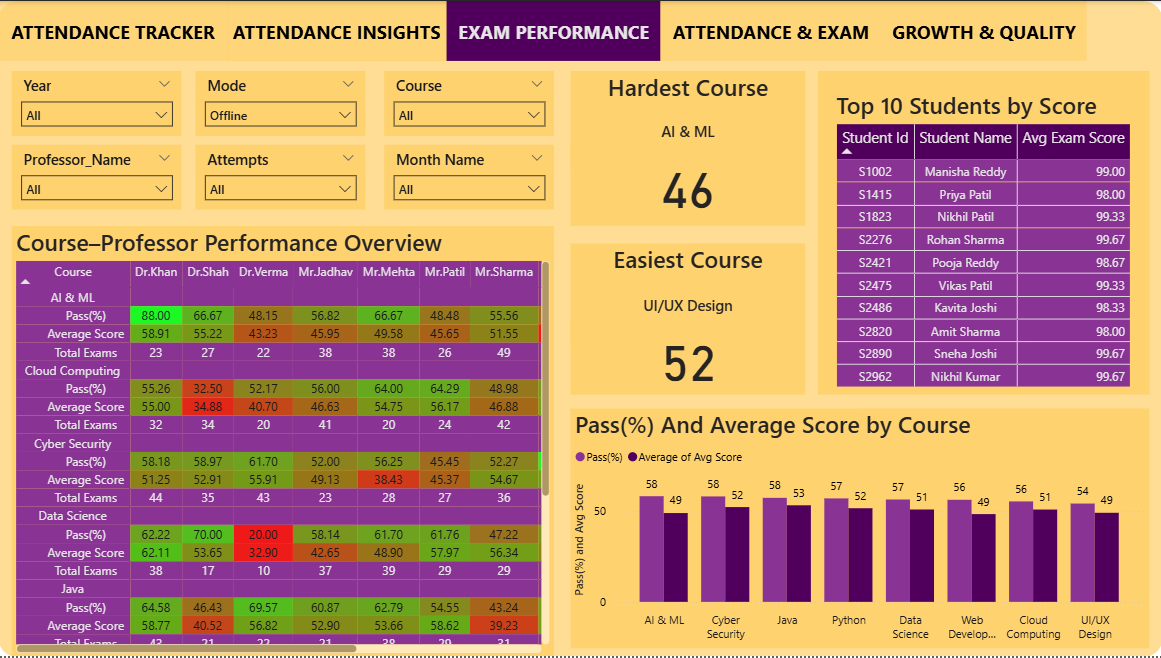 ATTENDANCE TRACKER ATTENDANCE INSIGHTS EXAM PERFORMANCE ATTENDANCE & EXAM GROWTH & QUALITY
Year Mode Course
All Offline All
Professor_Name Attempts Month Name
All All All
Hardest Course
AI & ML
46
Easiest Course
UI/UX Design
52
Top 10 Students by Score
Student Id Student Name Avg Exam Score
S1002 Manisha Reddy 99.00
S1415 Priya Patil 98.00
S1823 Nikhil Patil 99.33
S2276 Rohan Sharma 99.67
S2421 Pooja Reddy 98.67
S2475 Vikas Patil 99.33
S2486 Kavita Joshi 98.33
S2820 Amit Sharma 98.00
S2890 Sneha Joshi 99.67
S2962 Nikhil Kumar 99.67
Course–Professor Performance Overview
Course Dr.Khan Dr.Shah Dr.Verma Mr.Jadhav Mr.Mehta Mr.Patil Mr.Sharma
AI & ML
Pass(%) 88.00 66.67 48.15 56.82 66.67 48.48 55.56
Average Score 58.91 55.22 43.23 45.95 49.58 45.65 51.55
Total Exams 23 27 22 38 38 26 49
Cloud Computing
Pass(%) 55.26 32.50 52.17 56.00 64.00 64.29 48.98
Average Score 55.00 34.88 40.70 46.63 54.75 56.17 46.88
Total Exams 32 34 20 41 20 24 42
Cyber Security
Pass(%) 58.18 58.97 61.70 52.00 56.25 45.45 52.27
Average Score 51.25 52.91 55.91 49.13 38.43 45.37 54.67
Total Exams 44 35 43 23 28 27 36
Data Science
Pass(%) 62.22 70.00 20.00 58.14 61.70 61.76 47.22
Average Score 62.11 53.65 32.90 42.65 48.90 57.97 56.34
Total Exams 38 17 10 37 39 29 29
Java
Pass(%) 64.58 46.43 69.57 60.87 62.79 54.55 43.24
Average Score 58.77 40.52 56.82 52.90 53.66 58.62 39.23
Total Exams
Pass(%) And Average Score by Course
Pass(%) Average of Avg Score
Pass(%) and Avg Score
50
0
58 49 58 52 58 53 57 52 57 51 56 49 56 51 54 49
AI & ML Cyber Java Python Data Web Cloud UI/UX
Security Science Develop... Computing Design